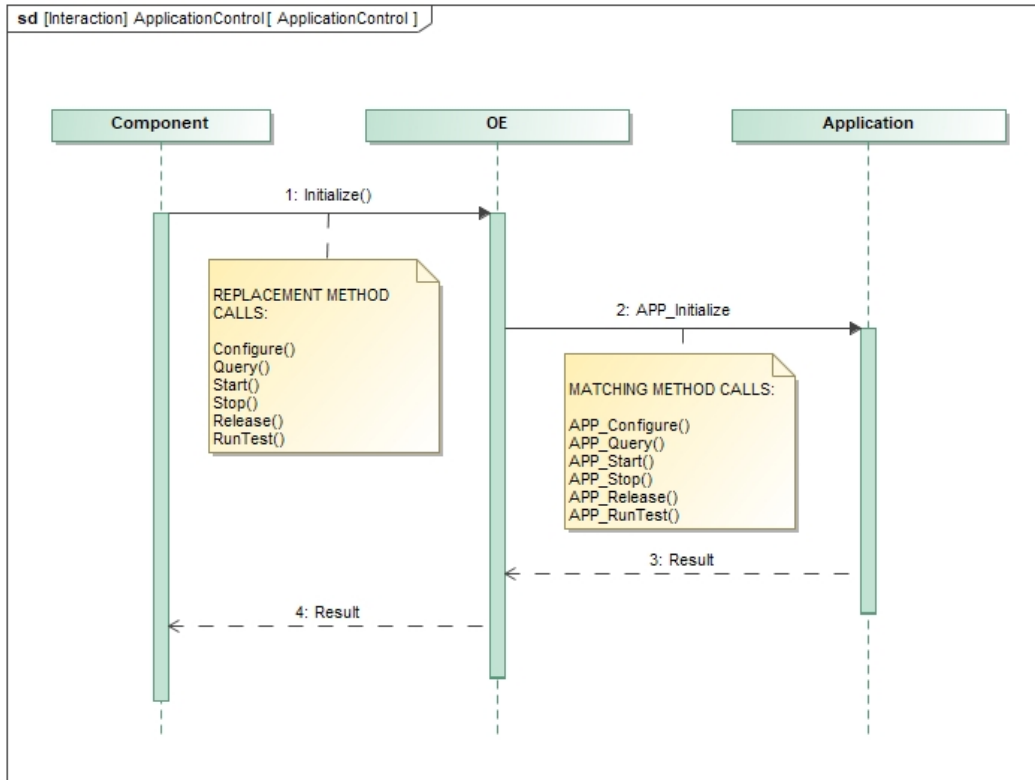 sd [Interaction] ApplicationControl[ ApplicationControl ]
Component
OE
Application
1: Initialize()
REPLACEMENT METHOD
CALLS:
Configure()
Query()
Start()
Stop()
Release()
RunTest()
2: APP_Initialize
MATCHING METHOD CALLS:
APP_Configure()
APP_Query()
APP_Start()
APP_Stop()
APP_Release()
APP_RunTest()
3: Result
4: Result